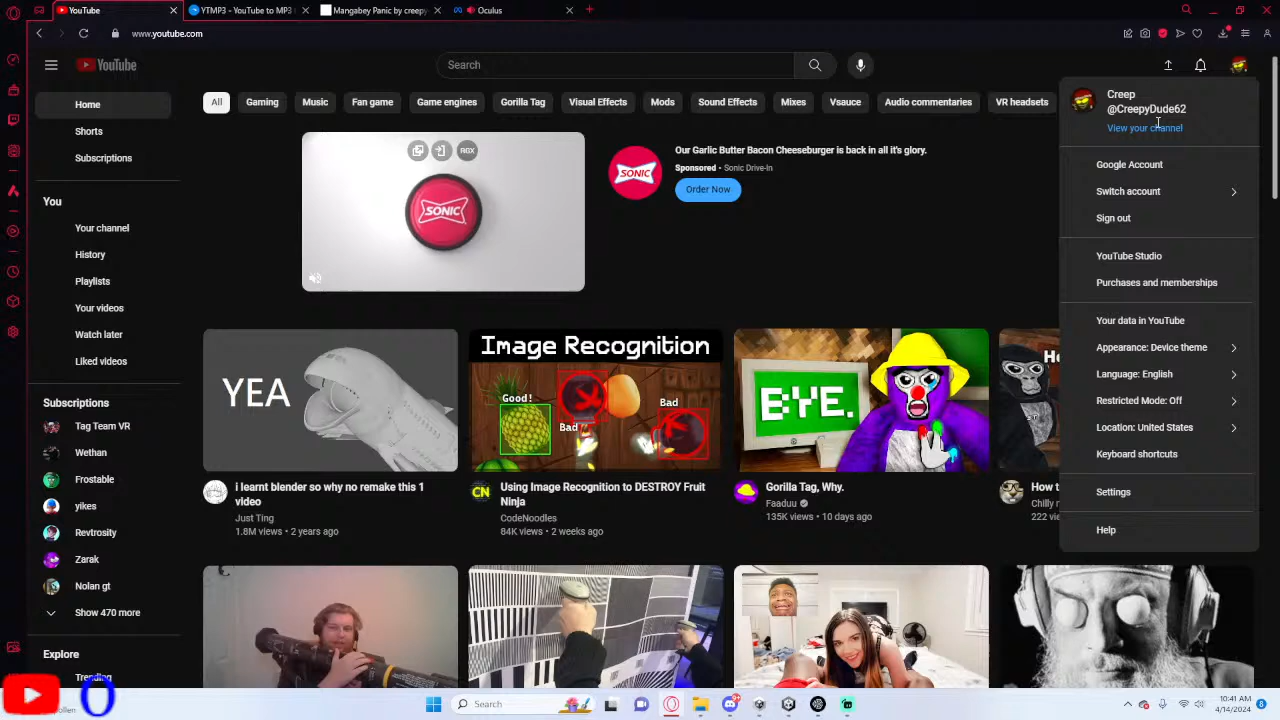 YouTube
YTMP3 - YouTube to MP3
Mangabey Panic by creepy
Oculus
www.youtube.com
YouTube
Search
Creep
@CreepyDude62
View your channel
Home
All
Gaming
Music
Fan game
Game engines
Gorilla Tag
Visual Effects
Mods
Sound Effects
Mixes
Vsauce
Audio commentaries
VR headsets
Shorts
Subscriptions
You
Your channel
History
Playlists
Your videos
Watch later
Liked videos
Subscriptions
Tag Team VR
Wethan
Frostable
yikes
Revtrosity
Zarak
Nolan gt
Show 470 more
Explore
Trending
RGX
SONIC
SONIC
Our Garlic Butter Bacon Cheeseburger is back in all it's glory.
Sponsored · Sonic Drive-In
Order Now
Google Account
Switch account
Sign out
YouTube Studio
Purchases and memberships
Your data in YouTube
Appearance: Device theme
Language: English
Restricted Mode: Off
Location: United States
Keyboard shortcuts
Settings
Help
YEA
Image Recognition
Good!
Bad
Bad
BYE.
i learnt blender so why no remake this 1
video
Just Ting
1.8M views • 2 years ago
CN
Using Image Recognition to DESTROY Fruit
Ninja
CodeNoodles
84K views • 2 weeks ago
Gorilla Tag, Why.
Faaduu
135K views • 10 days ago
How t
Chilly
222 vie
Search
10:41 AM
4/14/2024